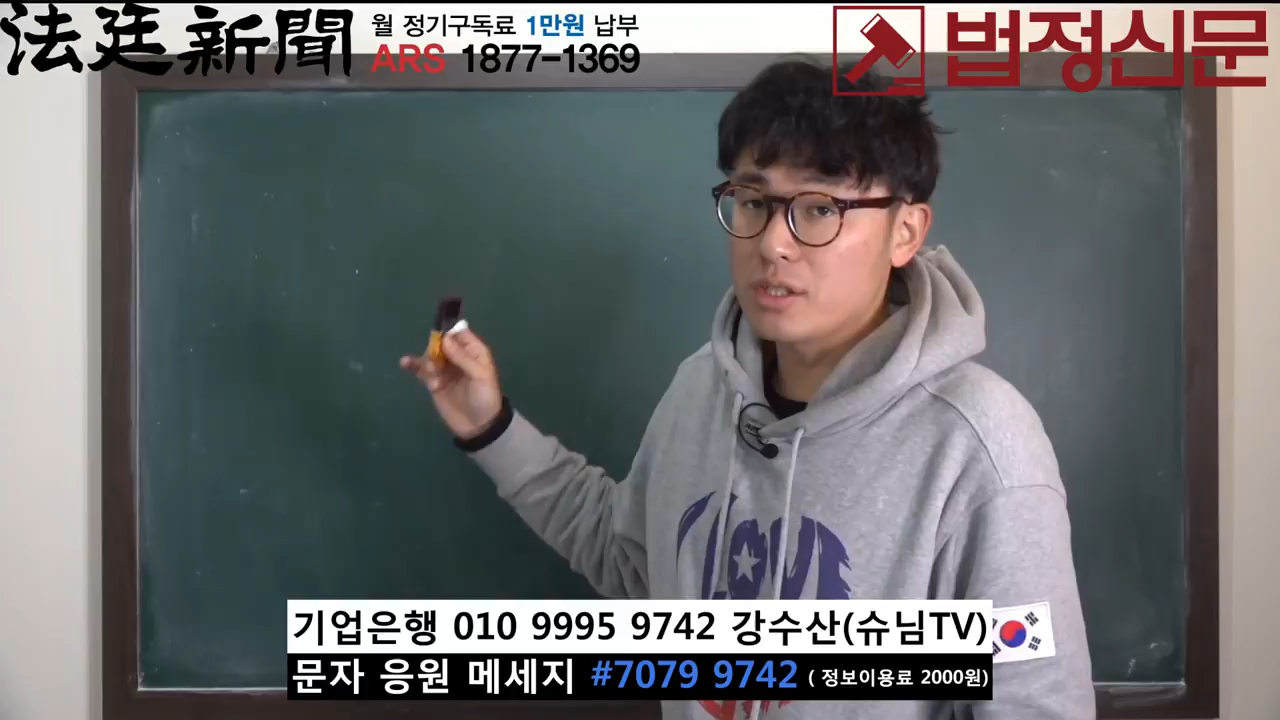 法廷新聞
월 정기구독료 1만원 납부
ARS 1877-1369
법정신문
LOVE
기업은행 010 9995 9742 강수산(슈님TV)
문자 응원 메세지 #7079 9742 ( 정보이용료 2000원)